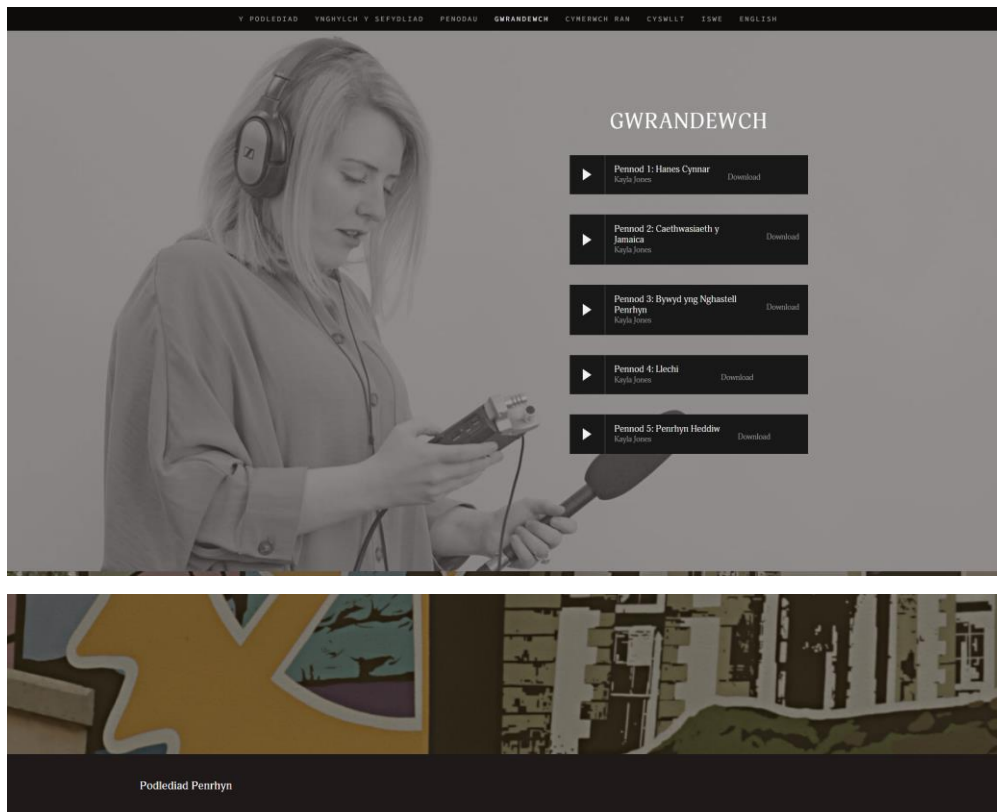 Y PODLEDIAD YNGHYLCH Y SEFYDLIAD PENODAU GWRANDEWCH CYMERWCH RAN CYSWLLT ISWE ENGLISH
GWRANDEWCH
Pennod 1: Hanes Cynnar
Kayla Jones
Download
Pennod 2: Caethwasiaeth y
Jamaica
Kayla Jones
Download
Pennod 3: Bywyd yng Nghastell
Penrhyn
Kayla Jones
Download
Pennod 4: Llechi
Kayla Jones
Download
Pennod 5: Penrhyn Heddiw
Kayla Jones
Download
Podlediad Penrhyn